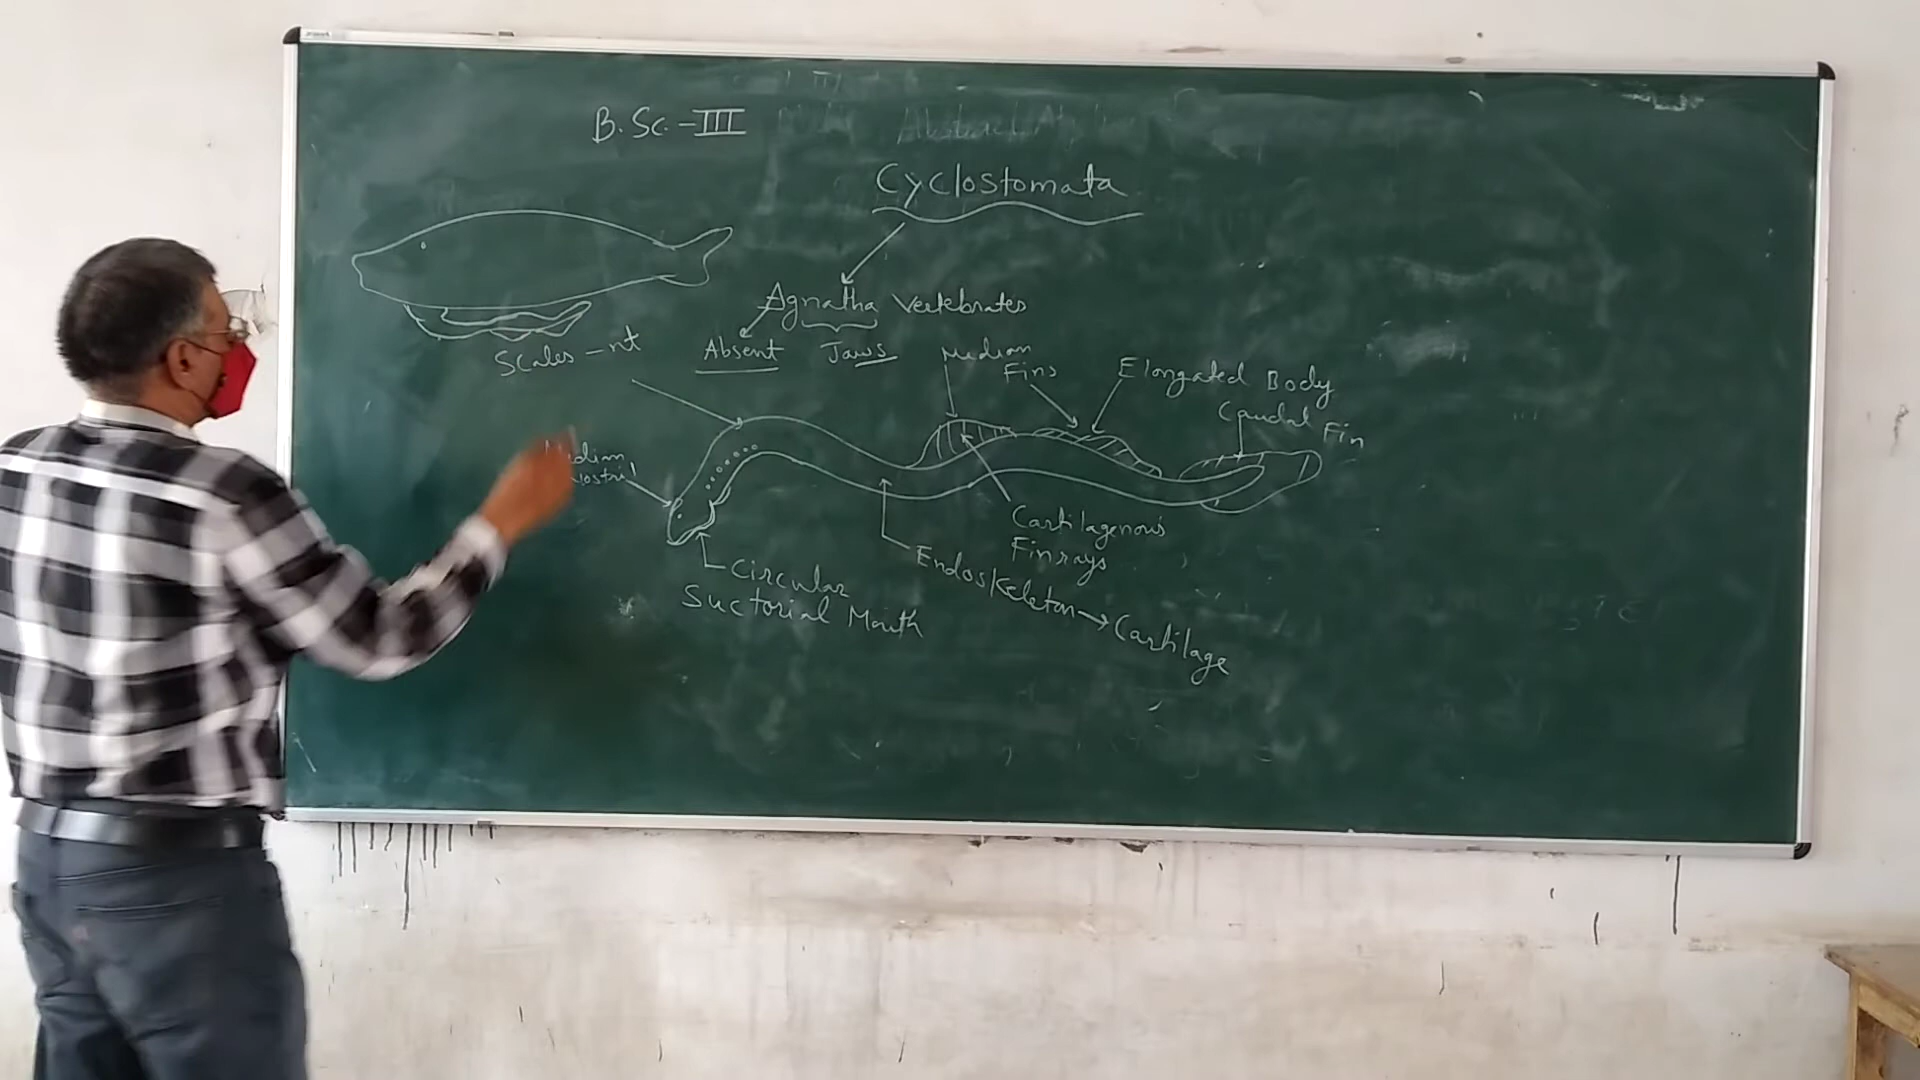 B.Sc.-III
Cyclostomata
Agnatha Vertebrates
Absent Jaws
Scales - nt
Median
Fins
Elongated Body
Caudal Fin
Cartilagenous
Finrays
Circular
Suctorial Mouth
Endoskeleton → Cartilage